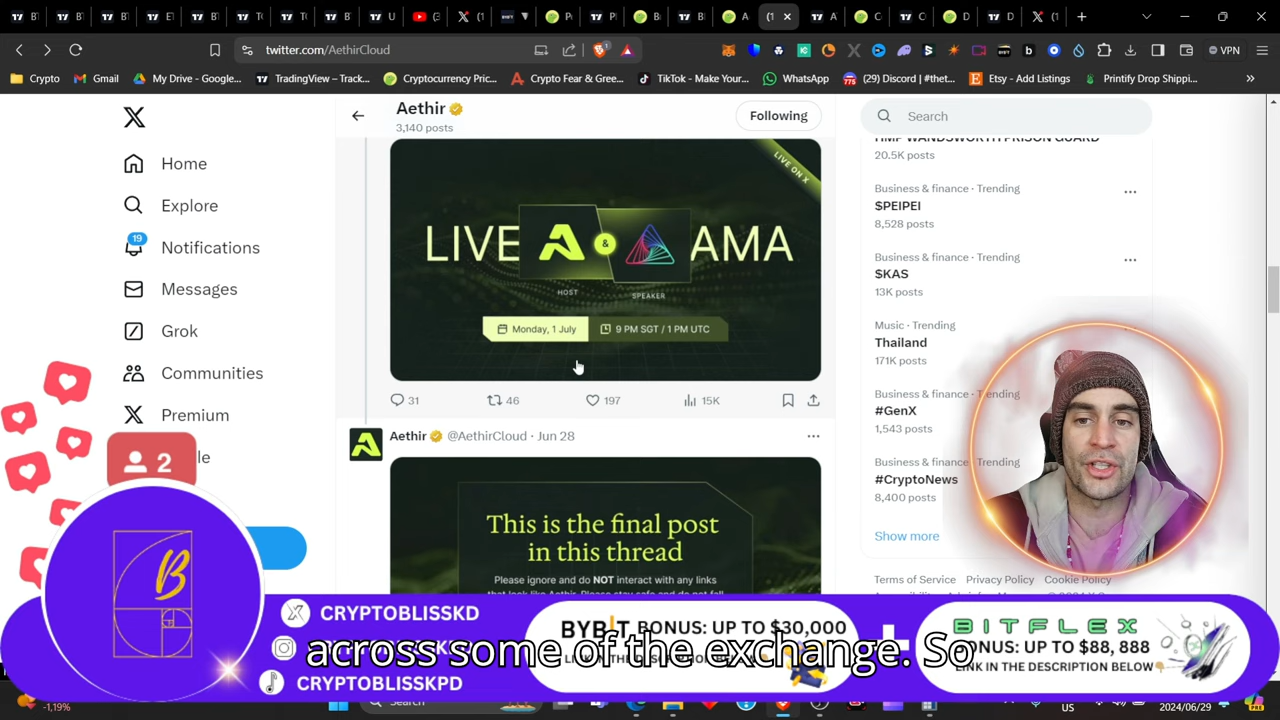 twitter.com/AethirCloud
VPN
Crypto
Gmail
My Drive - Google...
TradingView – Track...
Cryptocurrency Pric...
Crypto Fear & Gree...
TikTok - Make Your...
WhatsApp
(29) Discord | #thet...
Etsy - Add Listings
Printify Drop Shippi...
Home
Explore
19
Notifications
Messages
Grok
Communities
Premium
Aethir
3,140 posts
Following
LIVE ON X
LIVE
&
AMA
HOST
SPEAKER
Monday, 1 July
9 PM SGT / 1 PM UTC
31
46
197
15K
Aethir @AethirCloud · Jun 28
This is the final post
in this thread
Please ignore and do NOT interact with any links
Search
HMP WANDSWORTH PRISON GUARD
20.5K posts
Business & finance · Trending
$PEIPEI
8,528 posts
Business & finance · Trending
$KAS
13K posts
Music · Trending
Thailand
171K posts
Business & finance · Trending
#GenX
1,543 posts
Business & finance · Trending
#CryptoNews
8,400 posts
Show more
Terms of Service Privacy Policy Cookie Policy
2
B
CRYPTOBLISSKD
CRYPTOBLISSKPD
BYBIT BONUS: UP TO $30,000
BITFLEX
BONUS: UP TO $88, 888
LINK IN THE DESCRIPTION BELOW
across some of the exchange. So
-1,19%
Search
US
2024/06/29